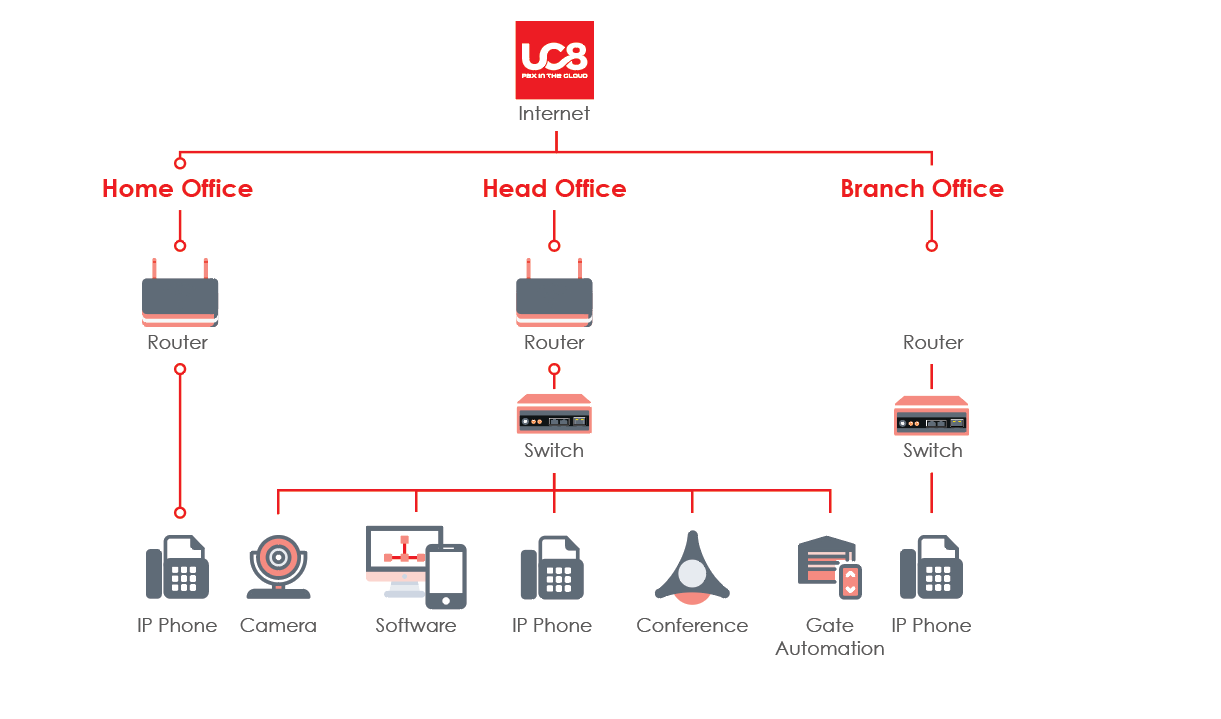 UC8
PBX IN THE CLOUD
Internet
Home Office
Head Office
Branch Office
Router
Router
Router
Switch
Switch
IP Phone
Camera
Software
IP Phone
Conference
Gate
Automation
IP Phone